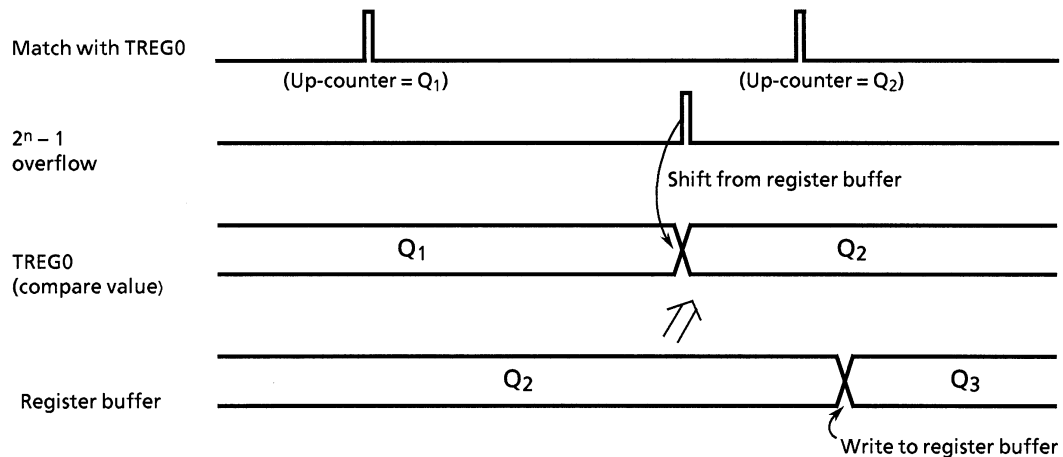 Match with TREG0
(Up-counter = Q₁)
(Up-counter = Q₂)
2ⁿ – 1
overflow
Shift from register buffer
TREG0
(compare value)
Q₁
Q₂
Register buffer
Q₂
Q₃
Write to register buffer